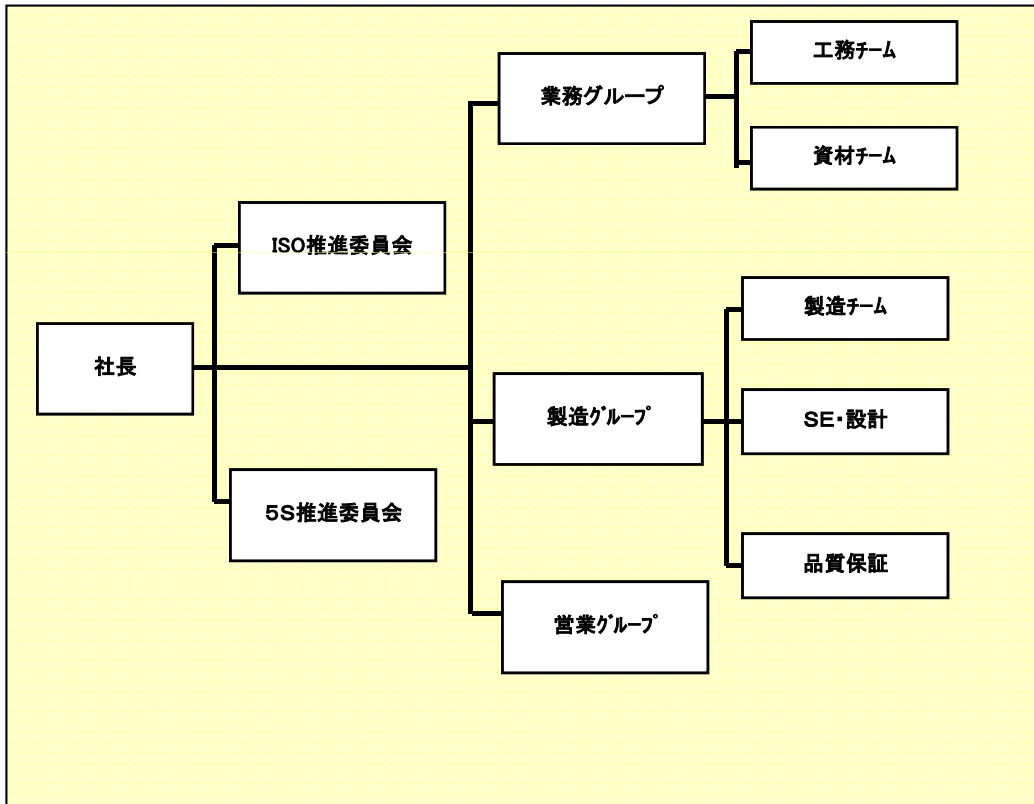 社長
ISO推進委員会
5S推進委員会
業務グループ
工務ﾁｰﾑ
資材ﾁｰﾑ
製造ｸﾞﾙｰﾌﾟ
製造ﾁｰﾑ
SE・設計
品質保証
営業ｸﾞﾙｰﾌﾟ